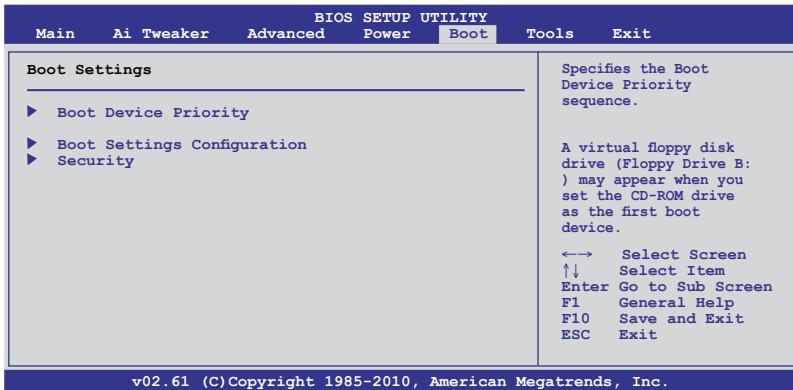 BIOS SETUP UTILITY
Main Ai Tweaker Advanced Power Boot Tools Exit
Boot Settings
Boot Device Priority
Boot Settings Configuration
Security
Specifies the Boot
Device Priority
sequence.
A virtual floppy disk
drive (Floppy Drive B:
) may appear when you
set the CD-ROM drive
as the first boot
device.
←→ Select Screen
↑↓ Select Item
Enter Go to Sub Screen
F1 General Help
F10 Save and Exit
ESC Exit
v02.61 (C)Copyright 1985-2010, American Megatrends, Inc.